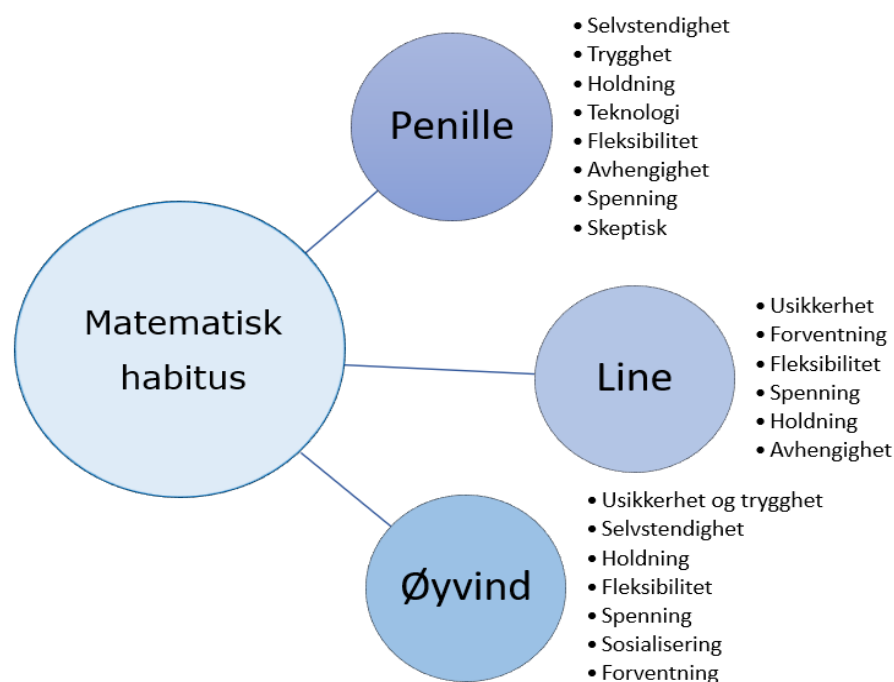 Matematisk
habitus
Penille
• Selvstendighet
• Trygghet
• Holdning
• Teknologi
• Fleksibilitet
• Avhengighet
• Spenning
• Skeptisk
Line
• Usikkerhet
• Forventning
• Fleksibilitet
• Spenning
• Holdning
• Avhengighet
Øyvind
• Usikkerhet og trygghet
• Selvstendighet
• Holdning
• Fleksibilitet
• Spenning
• Sosialisering
• Forventning